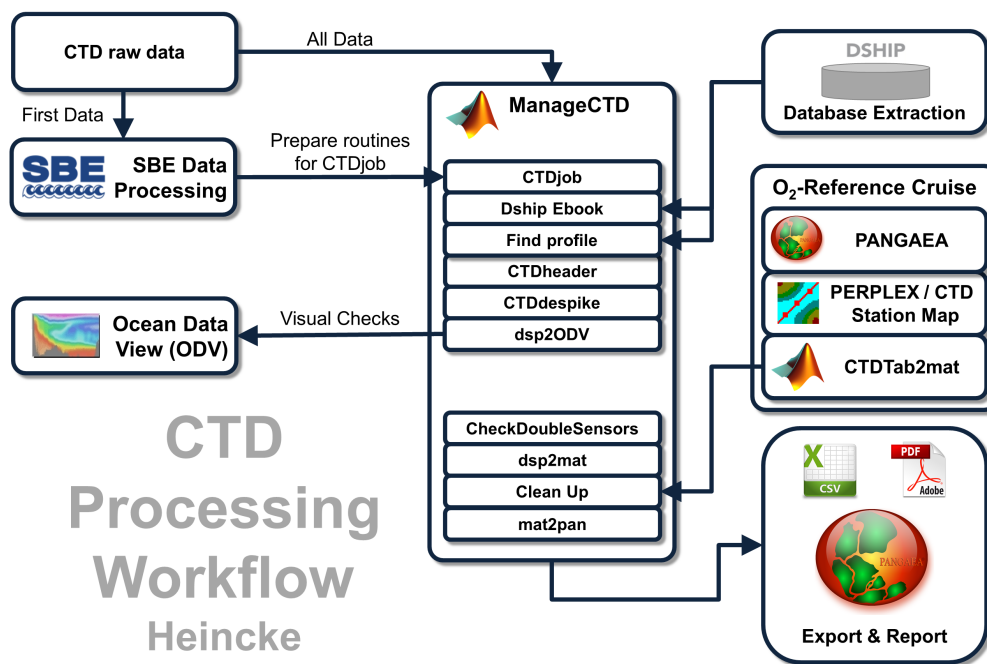 CTD raw data
All Data
First Data
SBE
SBE Data
Processing
Prepare routines
for CTDjob
ManageCTD
CTDjob
Dship Ebook
Find profile
CTDheader
CTDdespike
dsp2ODV
CheckDoubleSensors
dsp2mat
Clean Up
mat2pan
DSHIP
Database Extraction
O₂-Reference Cruise
PANGAEA
PERPLEX / CTD
Station Map
CTDTab2mat
Visual Checks
Ocean Data
View (ODV)
X
CSV
PDF
Adobe
PANGAEA
Export & Report
CTD
Processing
Workflow
Heincke